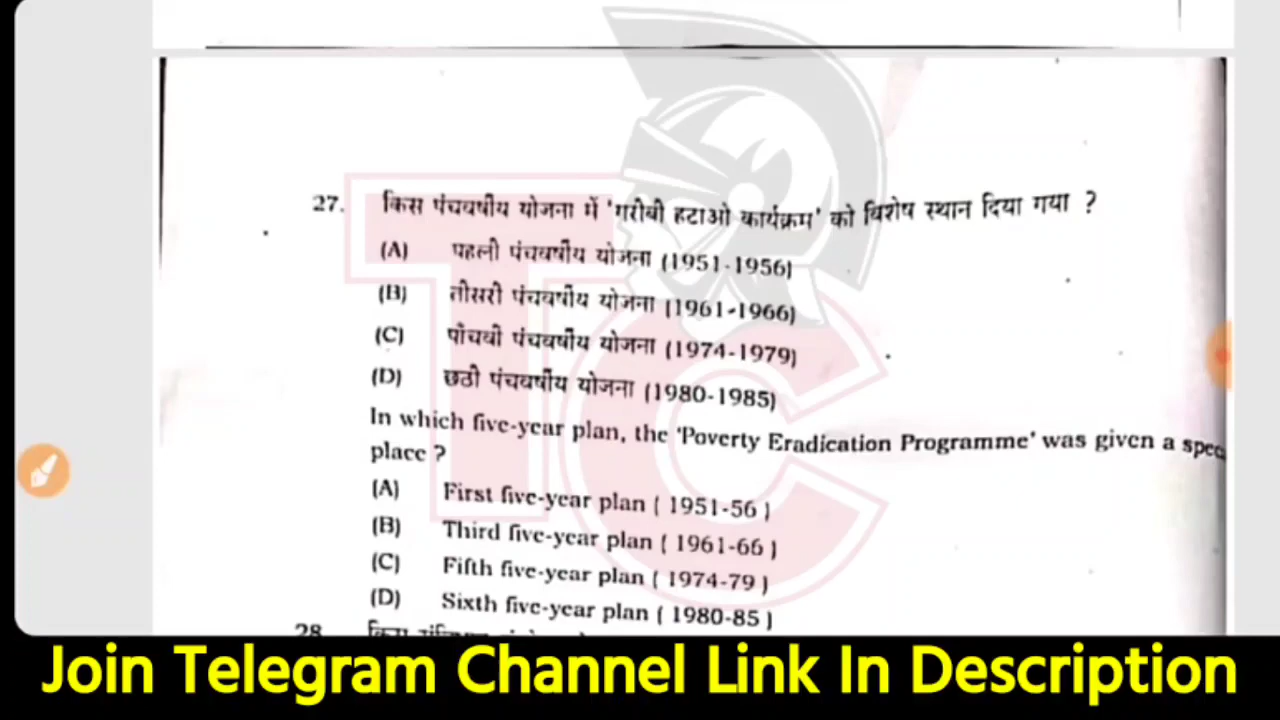 27. किस पंचवर्षीय योजना में 'गरीबी हटाओ कार्यक्रम' को विशेष स्थान दिया गया ?
(A) पहली पंचवर्षीय योजना (1951-1956)
(B) तीसरी पंचवर्षीय योजना (1961-1966)
(C) पाँचवी पंचवर्षीय योजना (1974-1979)
(D) छठी पंचवर्षीय योजना (1980-1985)
In which five-year plan, the 'Poverty Eradication Programme' was given a spec
place ?
(A) First five-year plan ( 1951-56 )
(B) Third five-year plan ( 1961-66 )
(C) Fifth five-year plan ( 1974-79 )
(D) Sixth five-year plan ( 1980-85 )
28. किस
Join Telegram Channel Link In Description